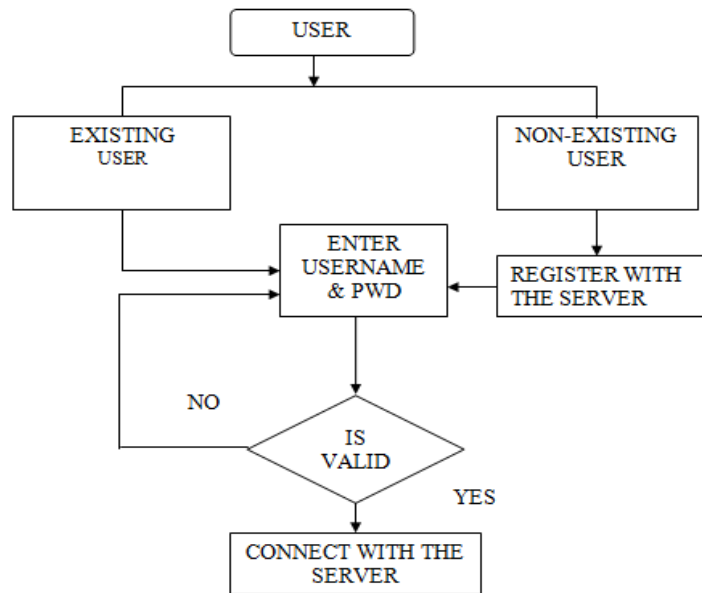 USER
EXISTING
USER
NON-EXISTING
USER
ENTER
USERNAME
& PWD
REGISTER WITH
THE SERVER
NO
IS
VALID
YES
CONNECT WITH THE
SERVER